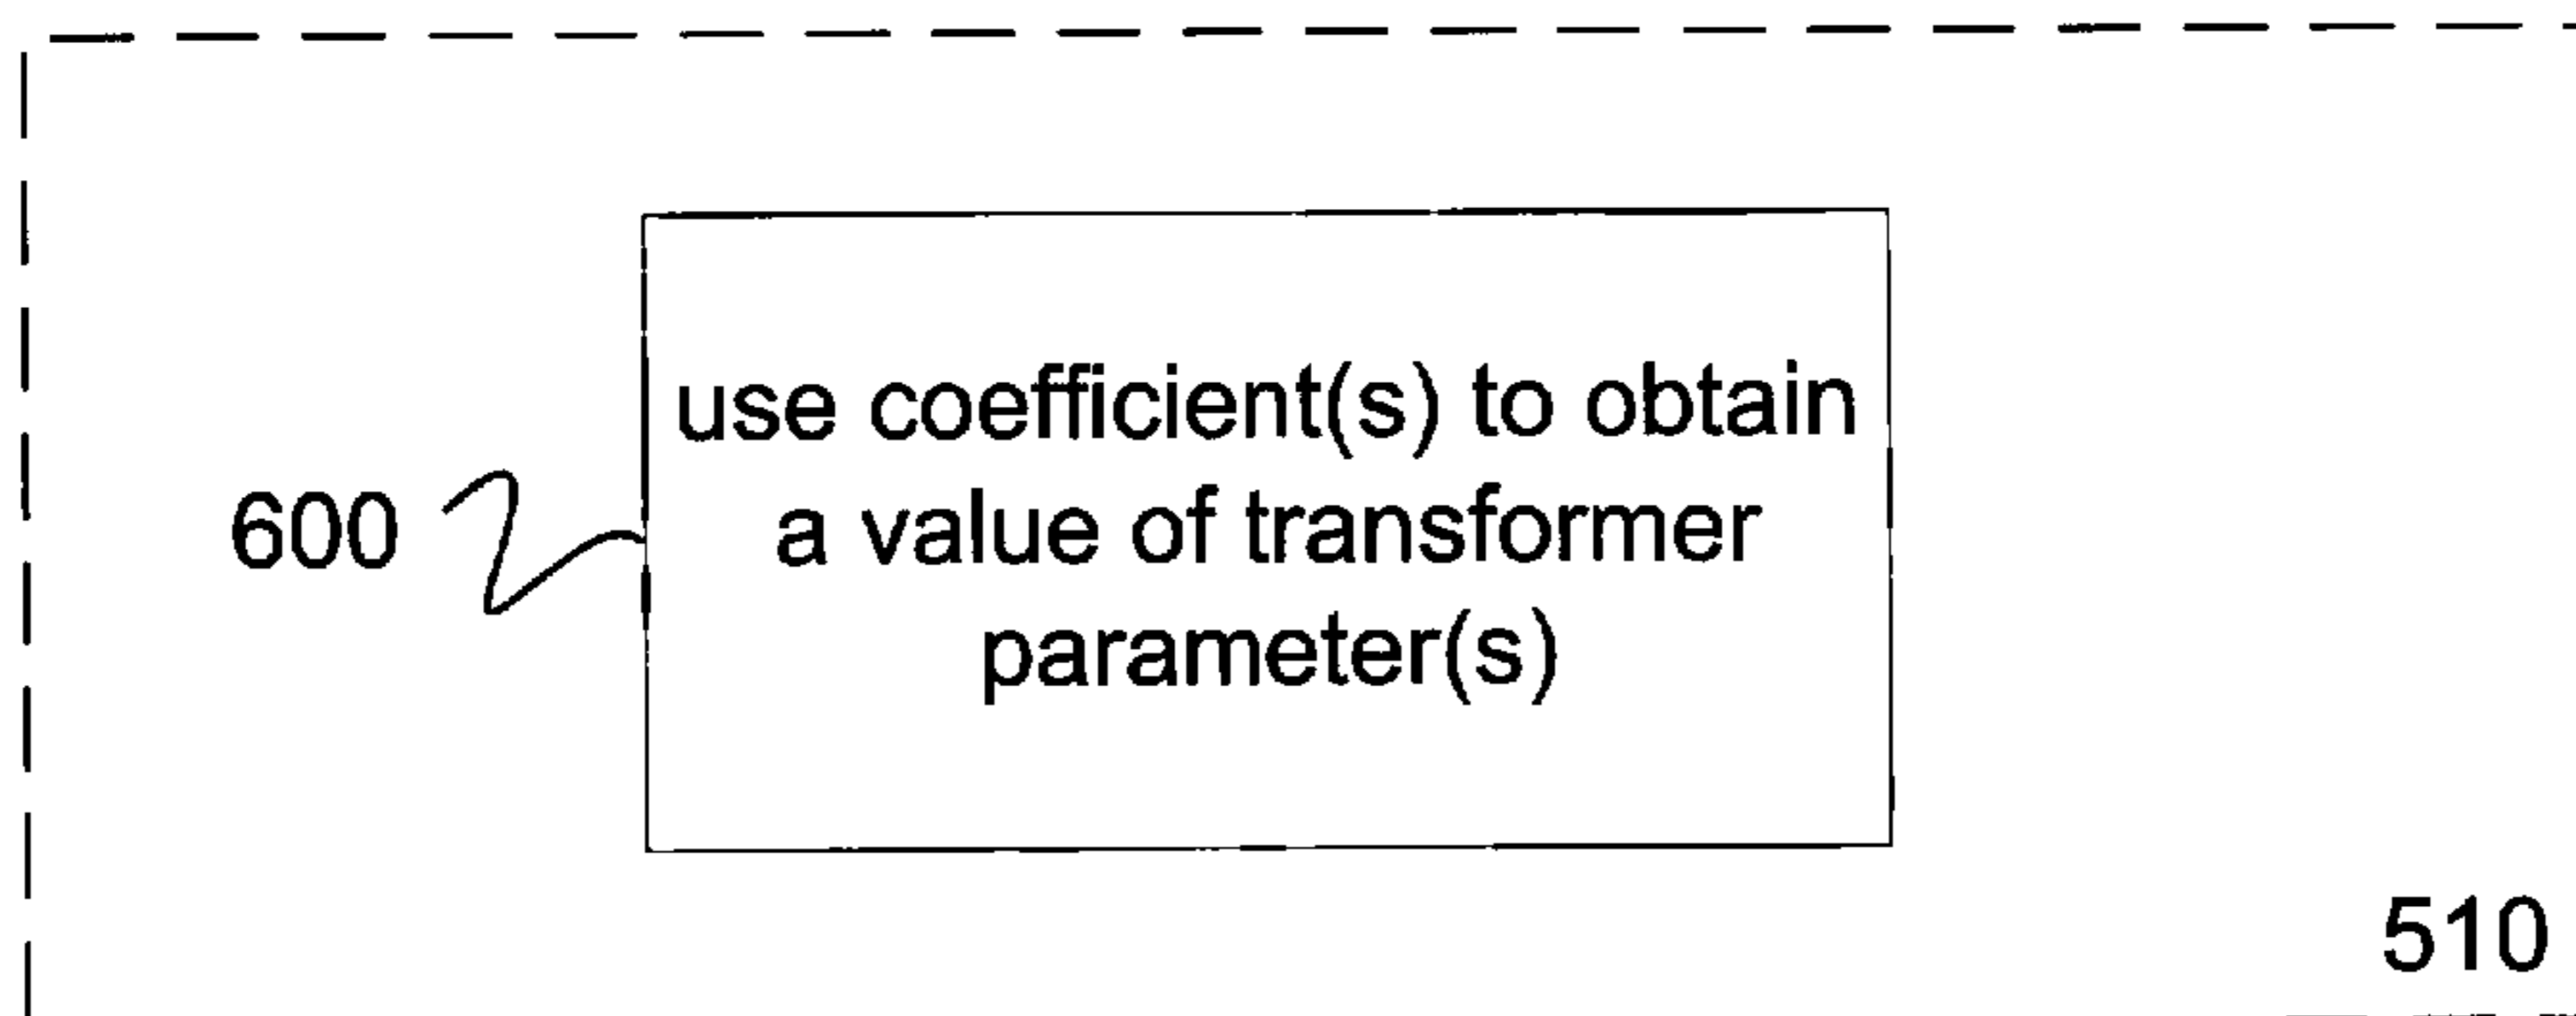 use coefficient(s) to obtain
a value of transformer
parameter(s)
600
510